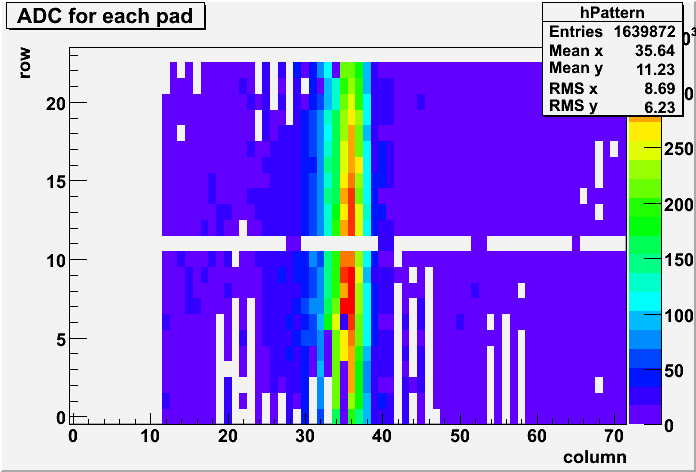 ADC for each pad
hPattern
Entries 1639872
Mean x 35.64
Mean y 11.23
RMS x 8.69
RMS y 6.23
row
20
15
10
5
0
0 10 20 30 40 50 60 70
column
250
200
150
100
50
0